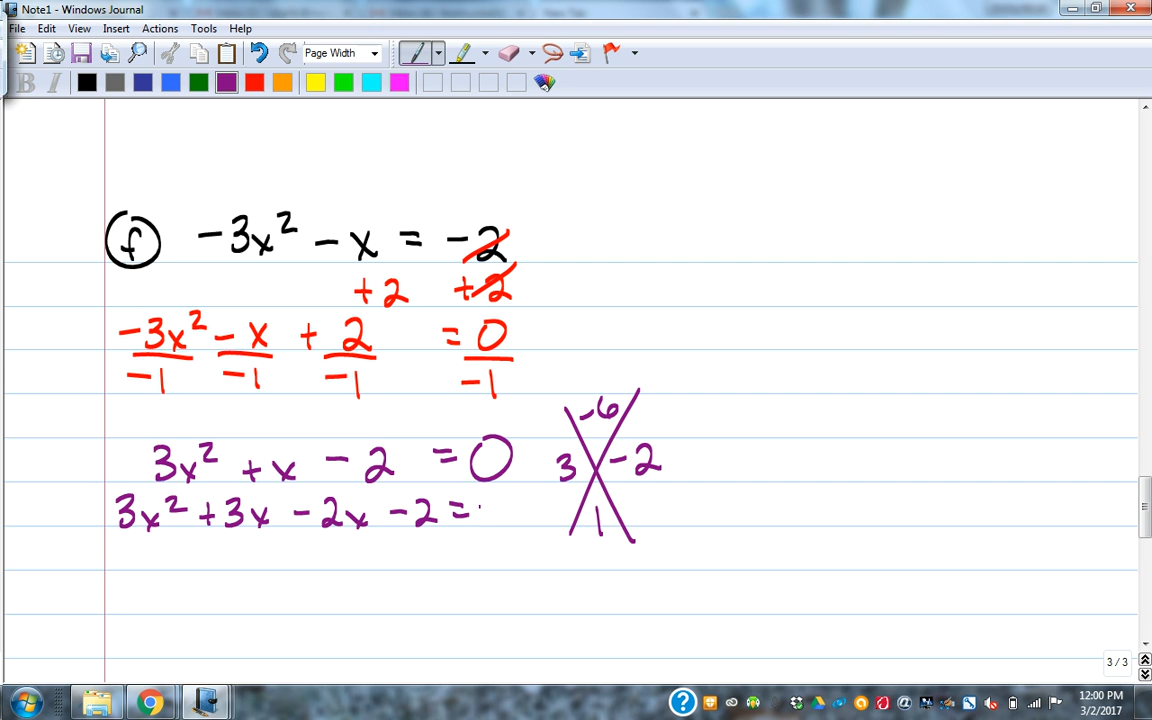 Note1 - Windows Journal
New Tab
File Edit View Insert Actions Tools Help
Page Width
B I
f -3x² - x = -2
+2 +2
-3x² - x + 2 = 0
-1 -1 -1 -1
-6
3x² + x - 2 = 0 3 -2
3x² + 3x - 2x - 2 = 1
3 / 3
12:00 PM
3/2/2017